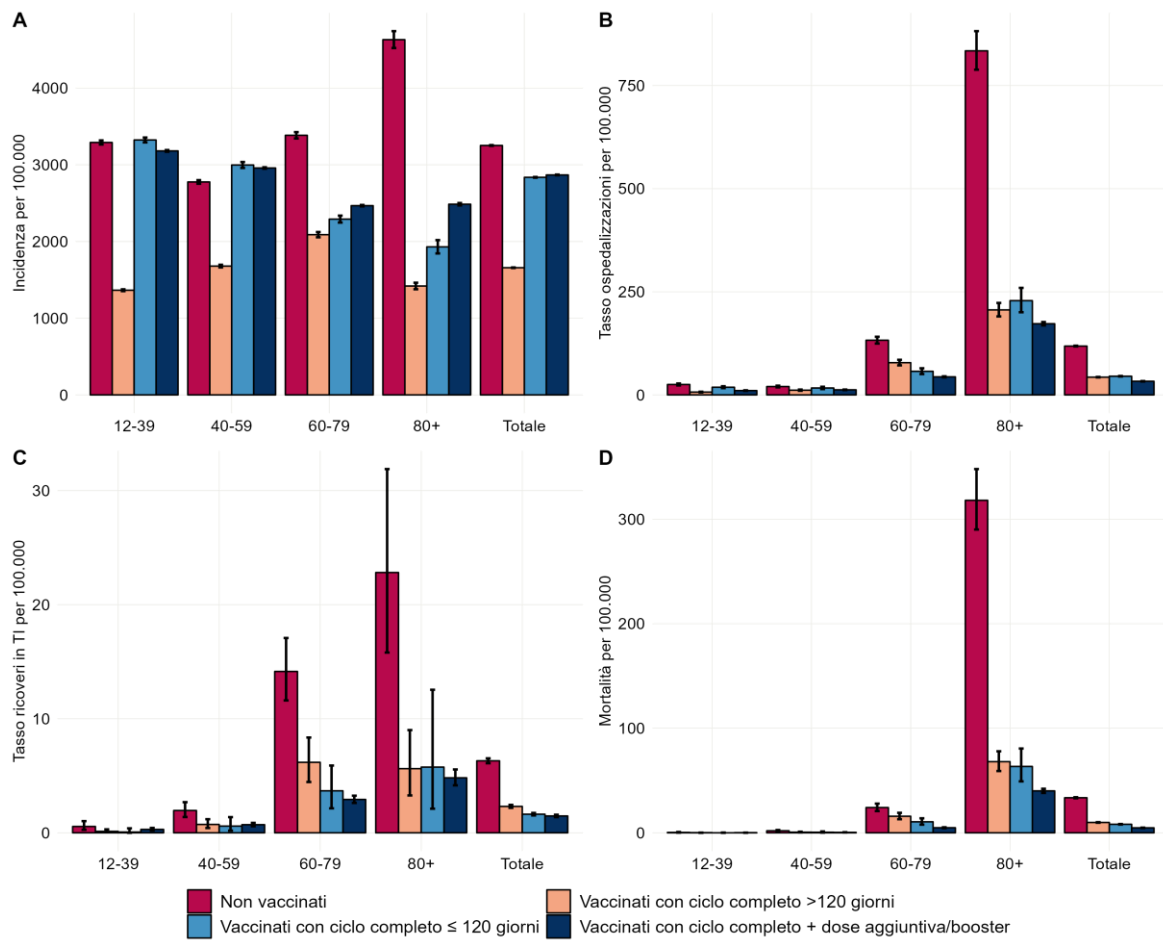 A
Incidenza per 100.000
4000
3000
2000
1000
0
12-39 40-59 60-79 80+ Totale
B
Tasso ospedalizzazioni per 100.000
750
500
250
0
12-39 40-59 60-79 80+ Totale
C
Tasso ricoveri in TI per 100.000
30
20
10
0
12-39 40-59 60-79 80+ Totale
D
Mortalità per 100.000
300
200
100
0
12-39 40-59 60-79 80+ Totale
Non vaccinati
Vaccinati con ciclo completo >120 giorni
Vaccinati con ciclo completo ≤ 120 giorni
Vaccinati con ciclo completo + dose aggiuntiva/booster